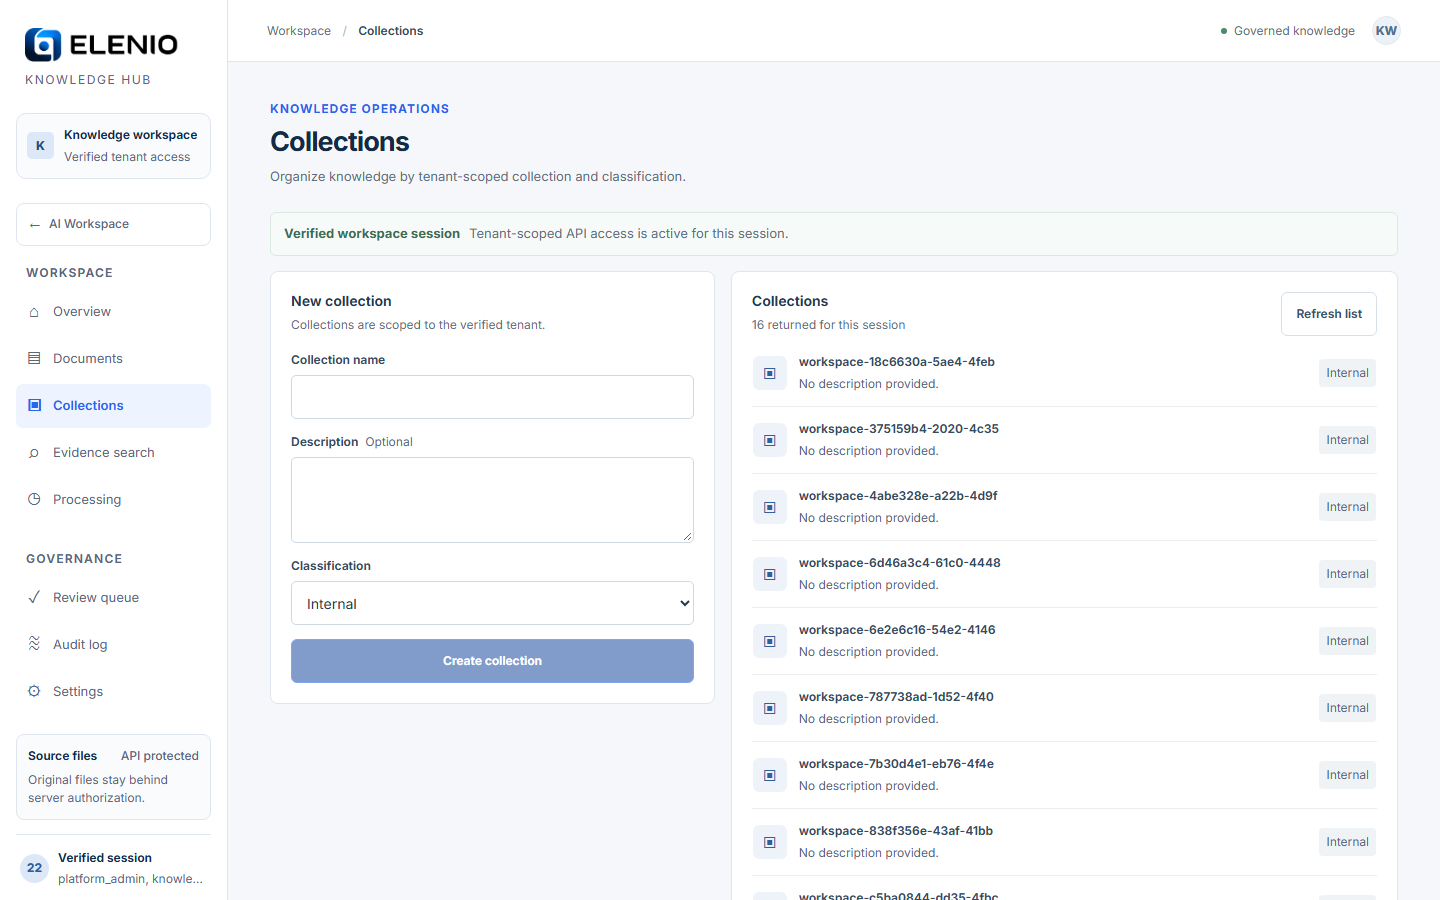 ELENIO
KNOWLEDGE HUB
K
Knowledge workspace
Verified tenant access
← AI Workspace
WORKSPACE
Overview
Documents
Collections
Evidence search
Processing
GOVERNANCE
Review queue
Audit log
Settings
Source files API protected
Original files stay behind
server authorization.
22
Verified session
platform_admin, knowle...
Workspace / Collections
Governed knowledge KW
KNOWLEDGE OPERATIONS
Collections
Organize knowledge by tenant-scoped collection and classification.
Verified workspace session Tenant-scoped API access is active for this session.
New collection
Collections are scoped to the verified tenant.
Collection name
Description Optional
Classification
Internal
Create collection
Collections
16 returned for this session
Refresh list
workspace-18c6630a-5ae4-4feb
No description provided.
Internal
workspace-375159b4-2020-4c35
No description provided.
Internal
workspace-4abe328e-a22b-4d9f
No description provided.
Internal
workspace-6d46a3c4-61c0-4448
No description provided.
Internal
workspace-6e2e6c16-54e2-4146
No description provided.
Internal
workspace-787738ad-1d52-4f40
No description provided.
Internal
workspace-7b30d4e1-eb76-4f4e
No description provided.
Internal
workspace-838f356e-43af-41bb
No description provided.
Internal
workspace-c5ba0844-dd35-4fbc